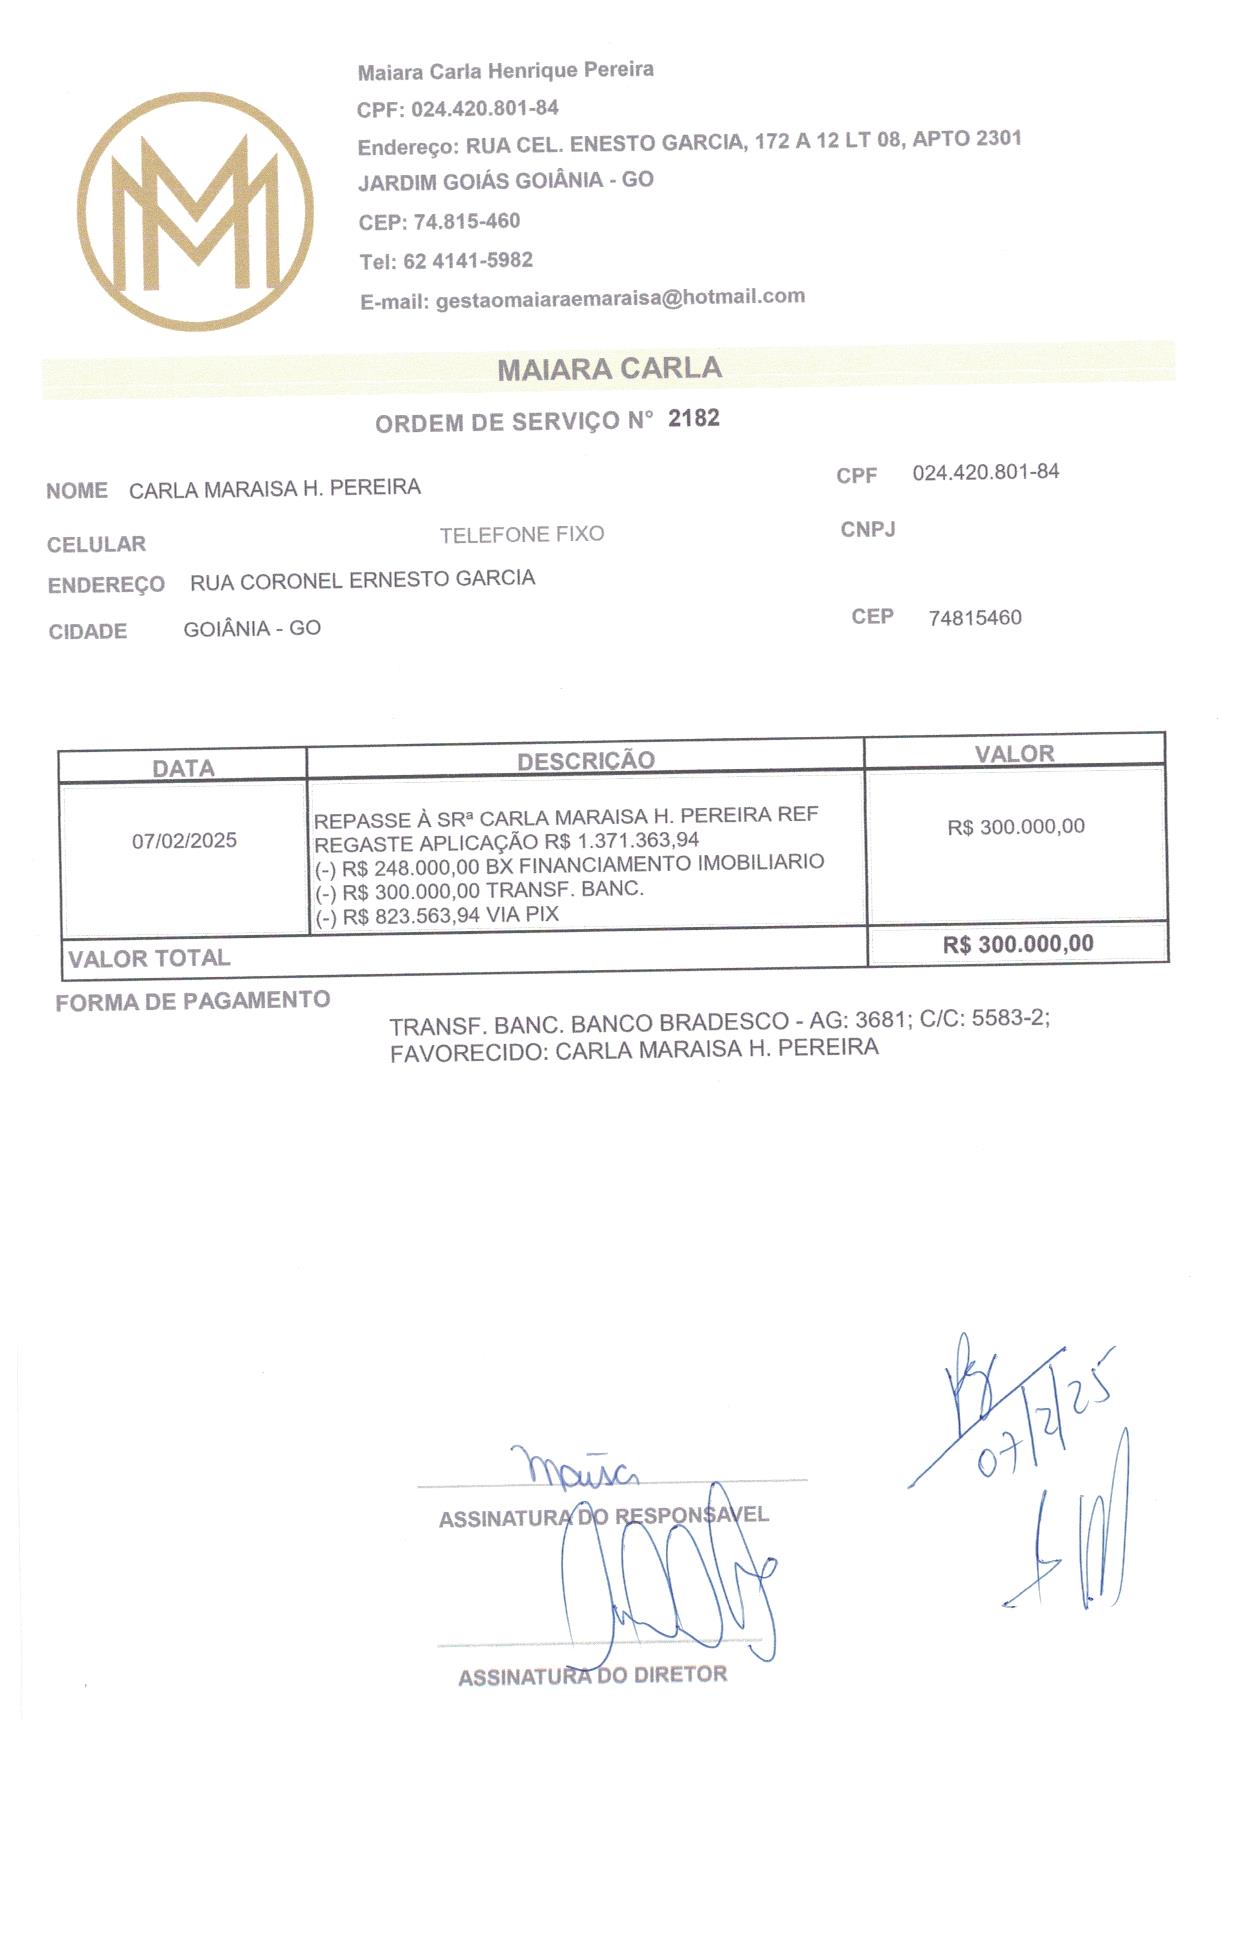 Maiara Carla Henrique Pereira
CPF: 024.420.801-84
Endereço: RUA CEL. ENESTO GARCIA, 172 A 12 LT 08, APTO 2301
JARDIM GOIÁS GOIÂNIA - GO
CEP: 74.815-460
Tel: 62 4141-5982
E-mail: gestaomaiaraemaraisa@hotmail.com
MAIARA CARLA
ORDEM DE SERVIÇO N° 2182
NOME CARLA MARAISA H. PEREIRA CPF 024.420.801-84
CELULAR TELEFONE FIXO CNPJ
ENDEREÇO RUA CORONEL ERNESTO GARCIA
CIDADE GOIÂNIA - GO CEP 74815460
DATA DESCRIÇÃO VALOR
REPASSE À SRª CARLA MARAISA H. PEREIRA REF
07/02/2025 REGASTE APLICAÇÃO R$ 1.371.363,94 R$ 300.000,00
(-) R$ 248.000,00 BX FINANCIAMENTO IMOBILIARIO
(-) R$ 300.000,00 TRANSF. BANC.
(-) R$ 823.563,94 VIA PIX
VALOR TOTAL R$ 300.000,00
FORMA DE PAGAMENTO
TRANSF. BANC. BANCO BRADESCO - AG: 3681; C/C: 5583-2;
FAVORECIDO: CARLA MARAISA H. PEREIRA
07/2/25
ASSINATURA DO RESPONSAVEL
ASSINATURA DO DIRETOR